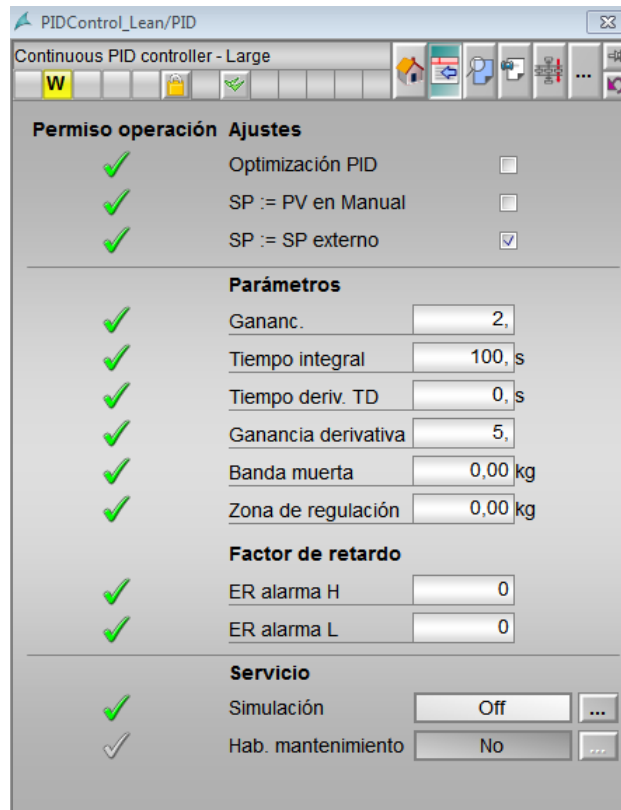 PIDControl_Lean/PID
Continuous PID controller - Large
W
...
Permiso operación Ajustes
Optimización PID
SP := PV en Manual
SP := SP externo
Parámetros
Gananc. 2,
Tiempo integral 100, s
Tiempo deriv. TD 0, s
Ganancia derivativa 5,
Banda muerta 0,00 kg
Zona de regulación 0,00 kg
Factor de retardo
ER alarma H 0
ER alarma L 0
Servicio
Simulación Off ...
Hab. mantenimiento No ...